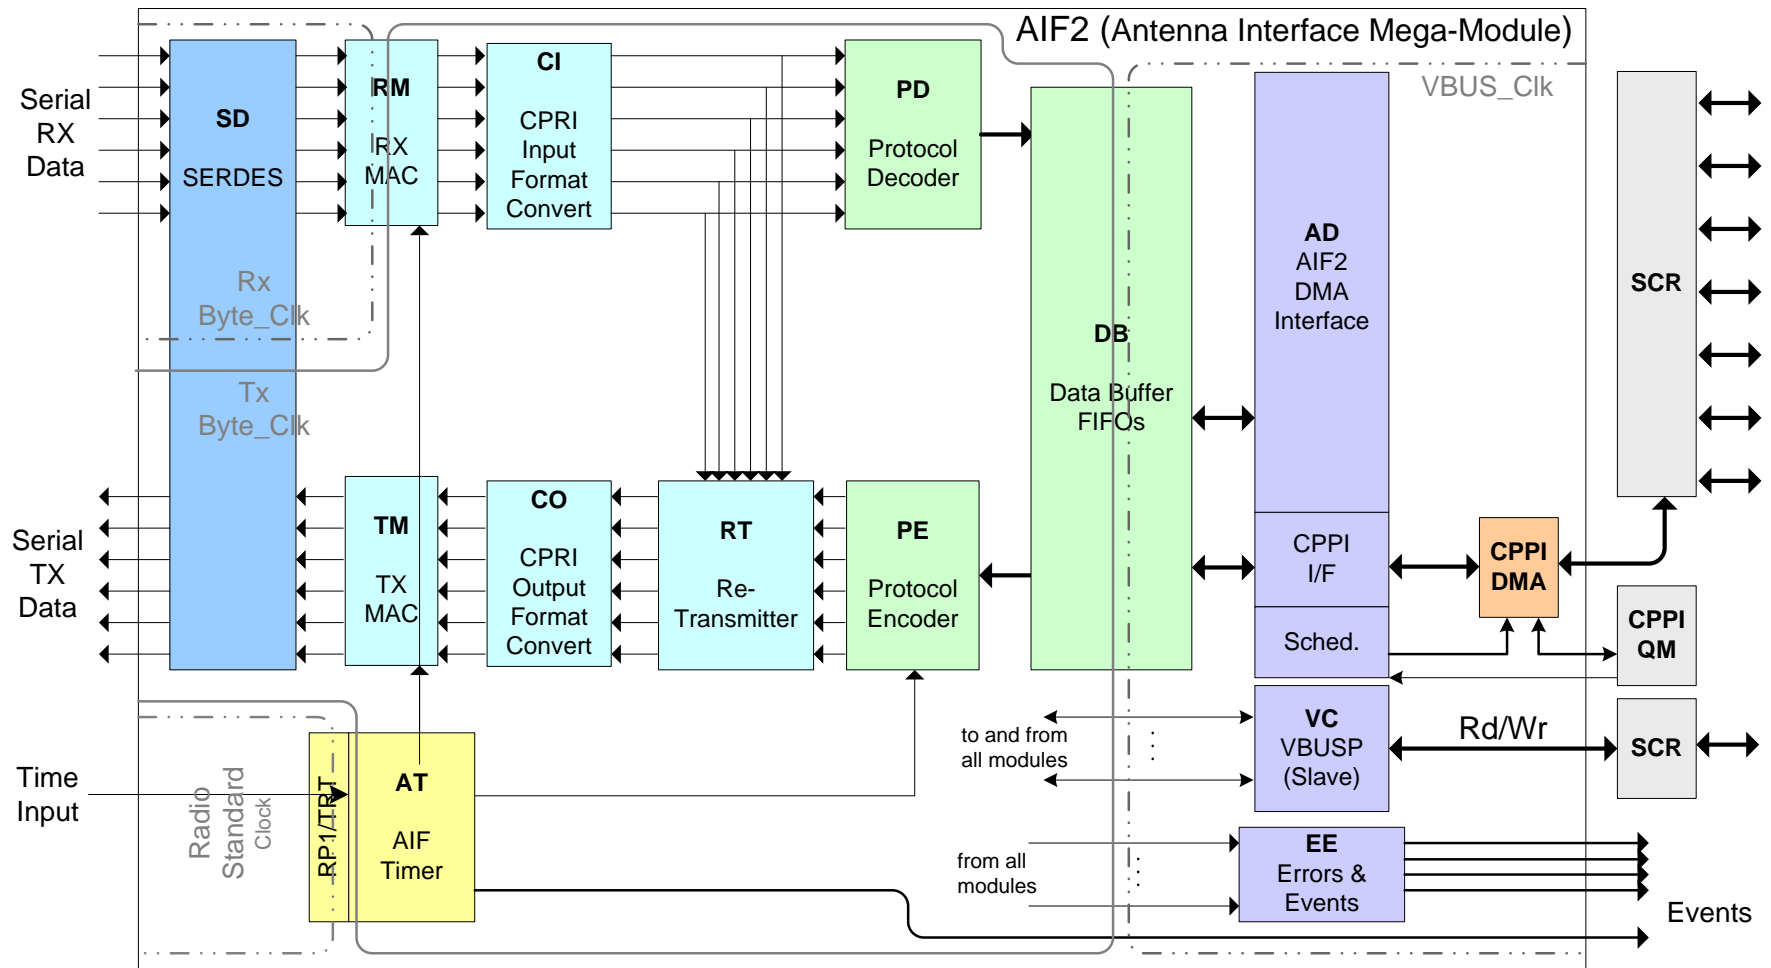 AIF2 (Antenna Interface Mega-Module)
VBUS_Clk
Serial
RX
Data
SD
SERDES
RM
RX
MAC
CI
CPRI
Input
Format
Convert
PD
Protocol
Decoder
Rx
Byte_Clk
Tx
Byte_Clk
DB
Data Buffer
FIFOs
AD
AIF2
DMA
Interface
SCR
Serial
TX
Data
TM
TX
MAC
CO
CPRI
Output
Format
Convert
RT
Re-
Transmitter
PE
Protocol
Encoder
CPPI
I/F
Sched.
CPPI
DMA
CPPI
QM
Time
Input
Radio
Standard
Clock
RP1/TRT
AT
AIF
Timer
to and from
all modules
VC
VBUSP
(Slave)
Rd/Wr
SCR
from all
modules
EE
Errors &
Events
Events